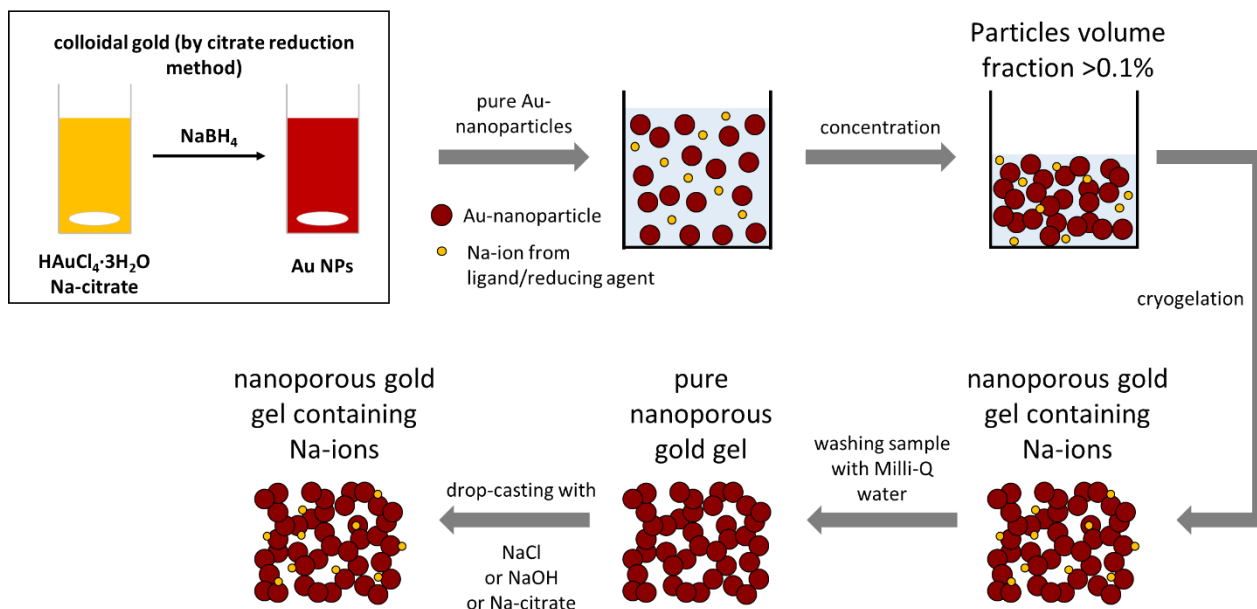 colloidal gold (by citrate reduction
method)
NaBH₄
HAuCl₄·3H₂O
Na-citrate
Au NPs
pure Au-
nanoparticles
Au-nanoparticle
Na-ion from
ligand/reducing agent
concentration
Particles volume
fraction >0.1%
cryogelation
nanoporous gold
gel containing
Na-ions
washing sample
with Milli-Q
water
pure
nanoporous
gold gel
drop-casting with
NaCl
or NaOH
or Na-citrate
nanoporous gold
gel containing
Na-ions